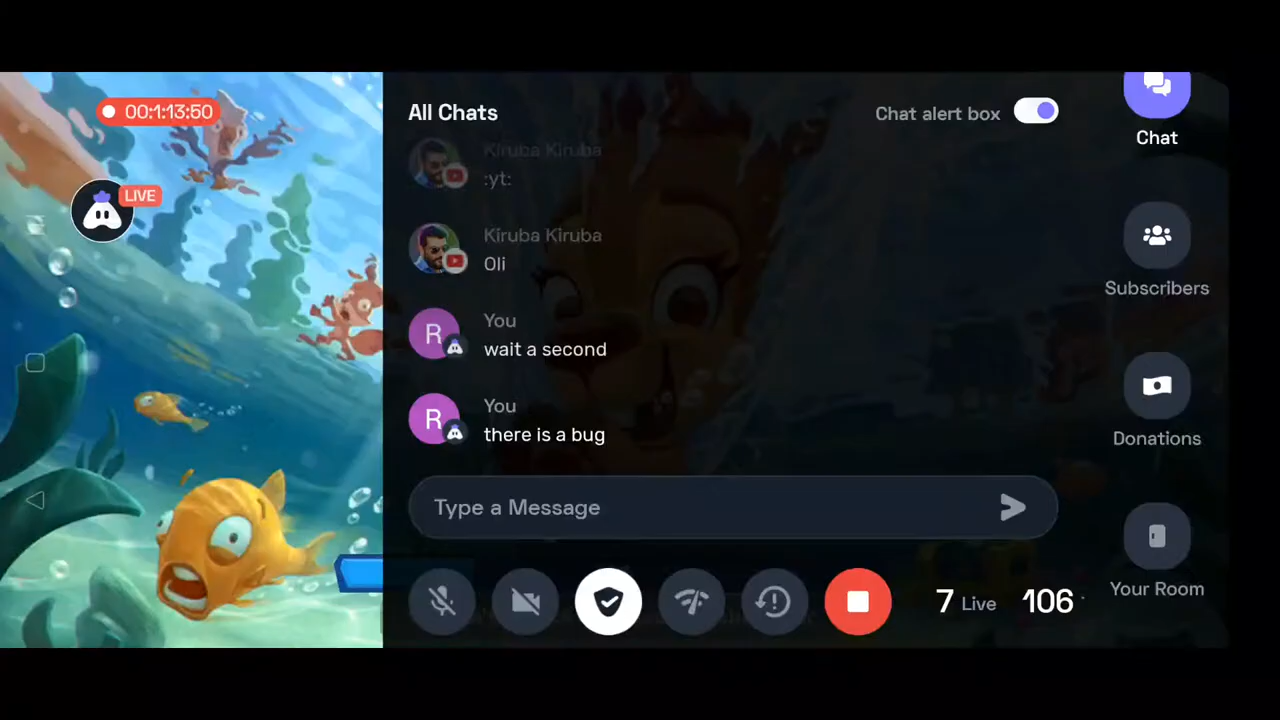 00:1:13:50
LIVE
All Chats
Chat alert box
Chat
Kiruba Kiruba
:yt:
Kiruba Kiruba
Oli
Subscribers
R
You
wait a second
R
You
there is a bug
Donations
Type a Message
7 Live 106
Your Room